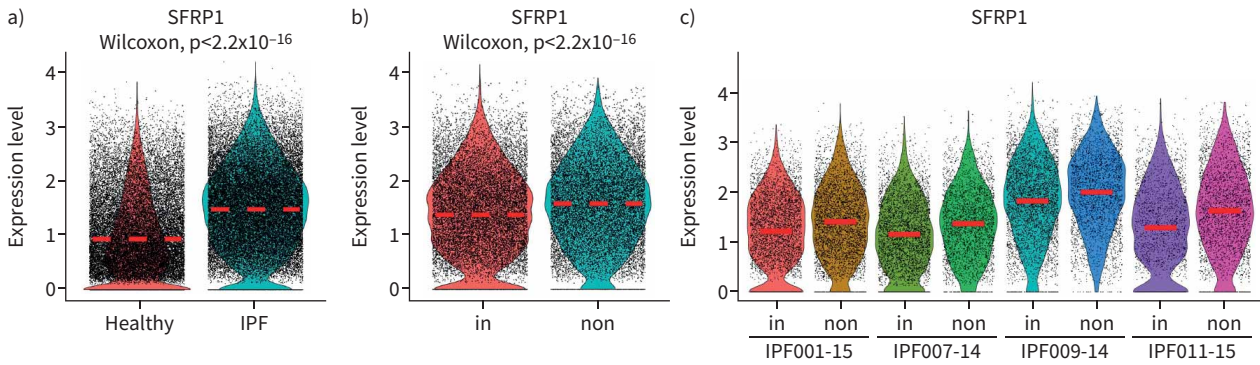 a)
SFRP1
Wilcoxon, p<2.2x10⁻¹⁶
Expression level
4
3
2
1
0
Healthy IPF
b)
SFRP1
Wilcoxon, p<2.2x10⁻¹⁶
Expression level
4
3
2
1
0
in non
c)
SFRP1
Expression level
4
3
2
1
0
in non in non in non in non
IPF001-15 IPF007-14 IPF009-14 IPF011-15